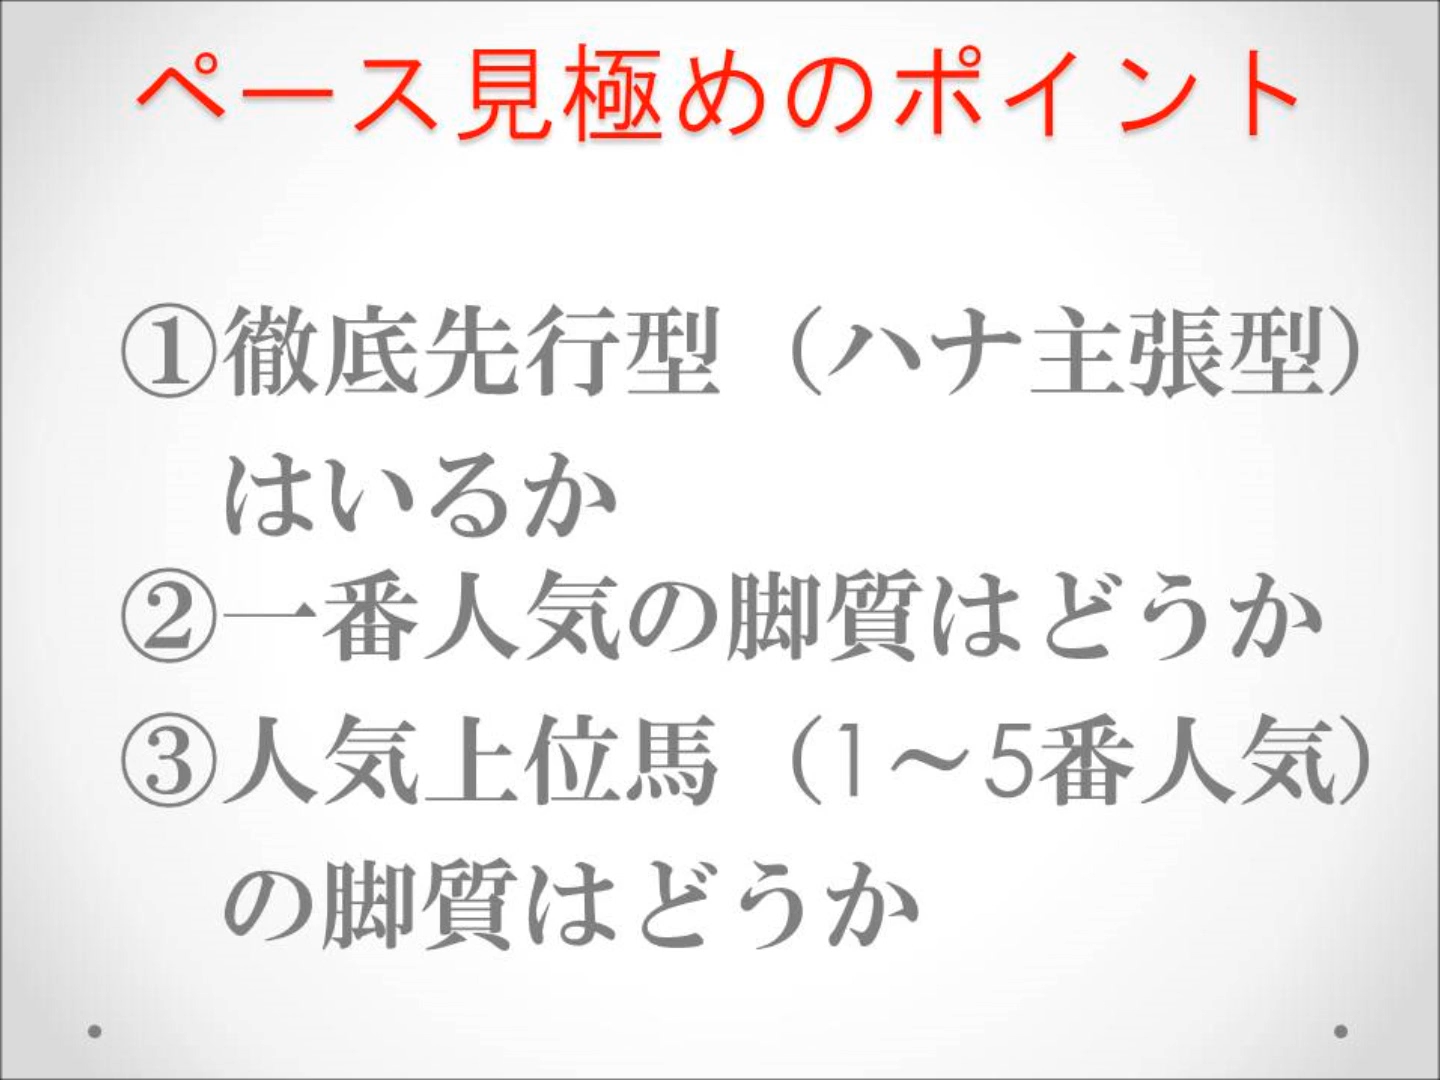 ペース見極めのポイント
①徹底先行型（ハナ主張型）
はいるか
②一番人気の脚質はどうか
③人気上位馬（1～5番人気）
の脚質はどうか